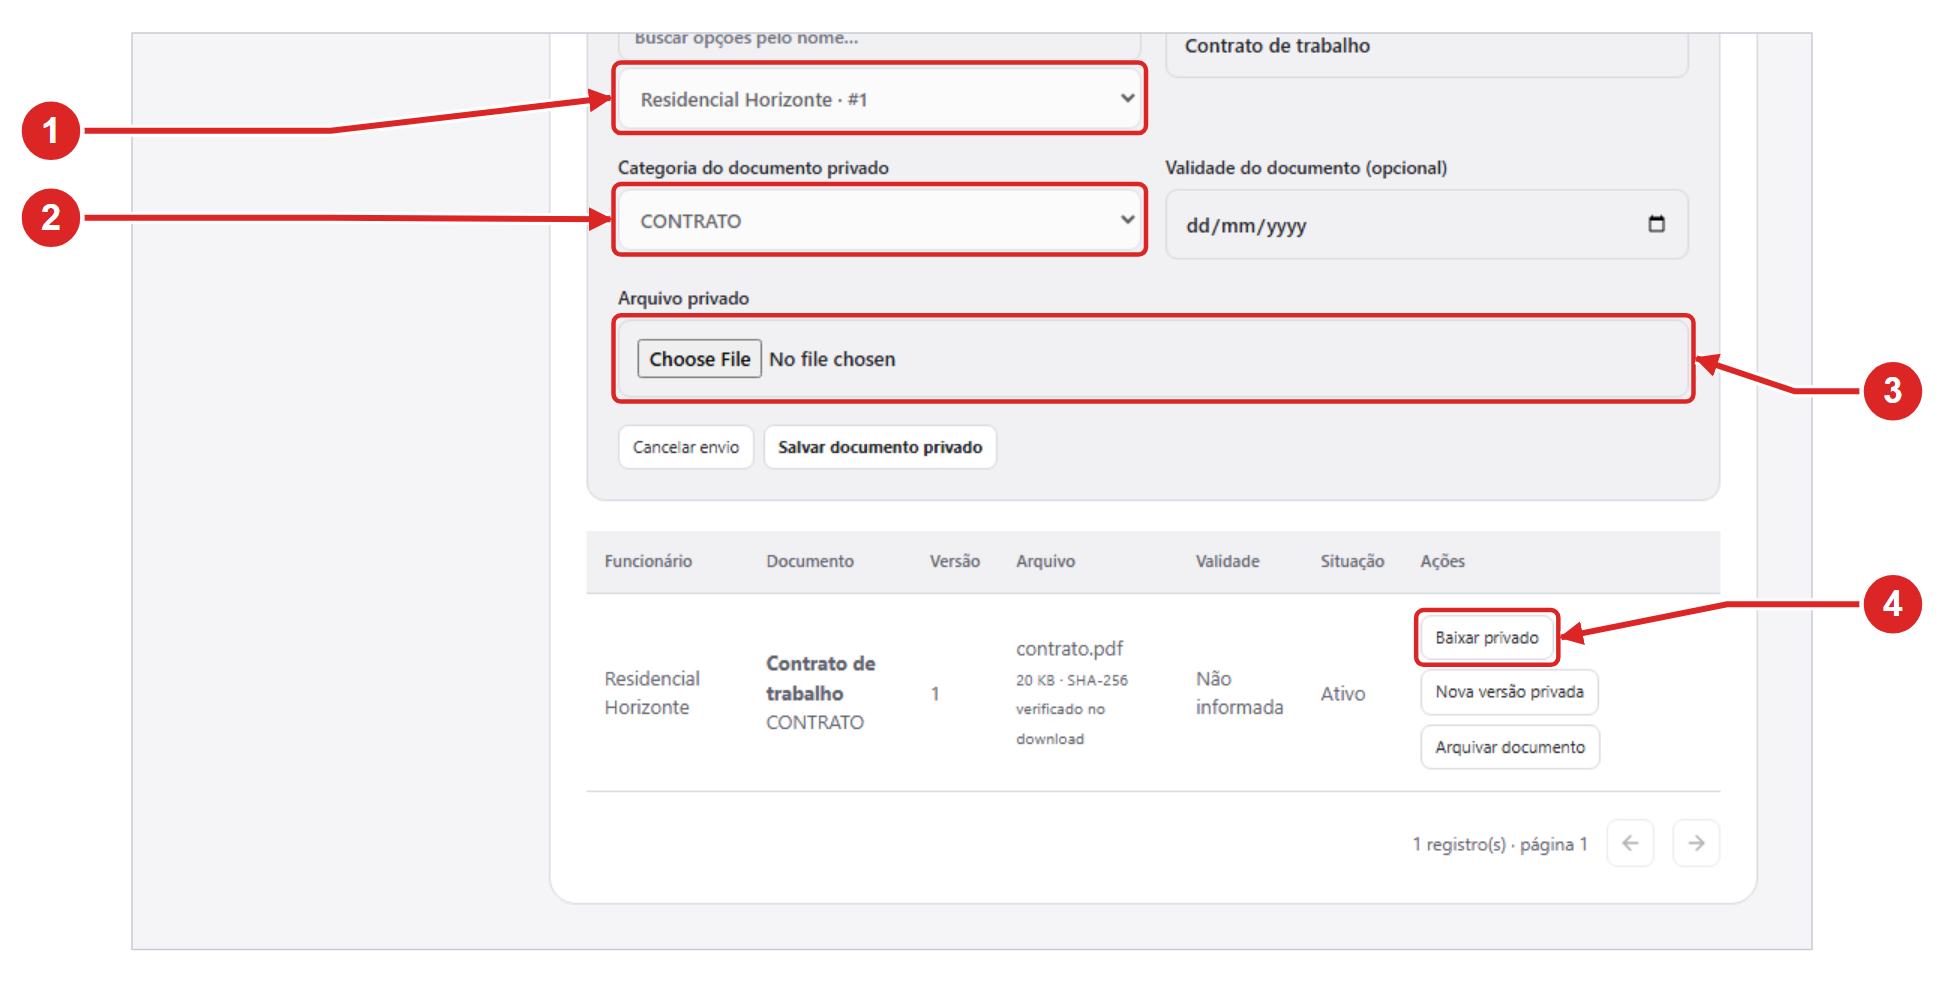 Buscar opções pelo nome...
Contrato de trabalho
1
Residencial Horizonte · #1
Categoria do documento privado
Validade do documento (opcional)
2
CONTRATO
dd/mm/yyyy
Arquivo privado
Choose File No file chosen
3
Cancelar envio
Salvar documento privado
Funcionário Documento Versão Arquivo Validade Situação Ações
4
Residencial
Horizonte
Contrato de
trabalho
CONTRATO
1
contrato.pdf
20 KB · SHA-256
verificado no
download
Não
informada
Ativo
Baixar privado
Nova versão privada
Arquivar documento
1 registro(s) · página 1